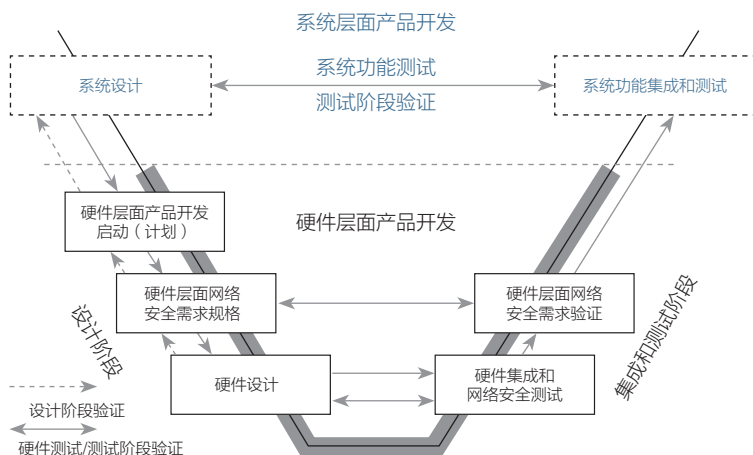 系统层面产品开发
系统设计
系统功能测试
测试阶段验证
系统功能集成和测试
硬件层面产品开发
启动（计划）
硬件层面产品开发
硬件层面网络
安全需求规格
硬件层面网络
安全需求验证
设计阶段
集成和测试阶段
硬件设计
硬件集成和
网络安全测试
设计阶段验证
硬件测试/测试阶段验证